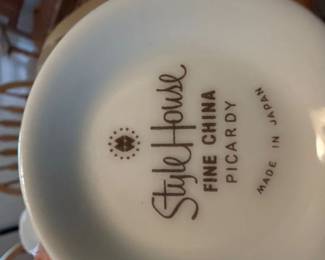 Style House
FINE CHINA
PICARDY
MADE IN JAPAN